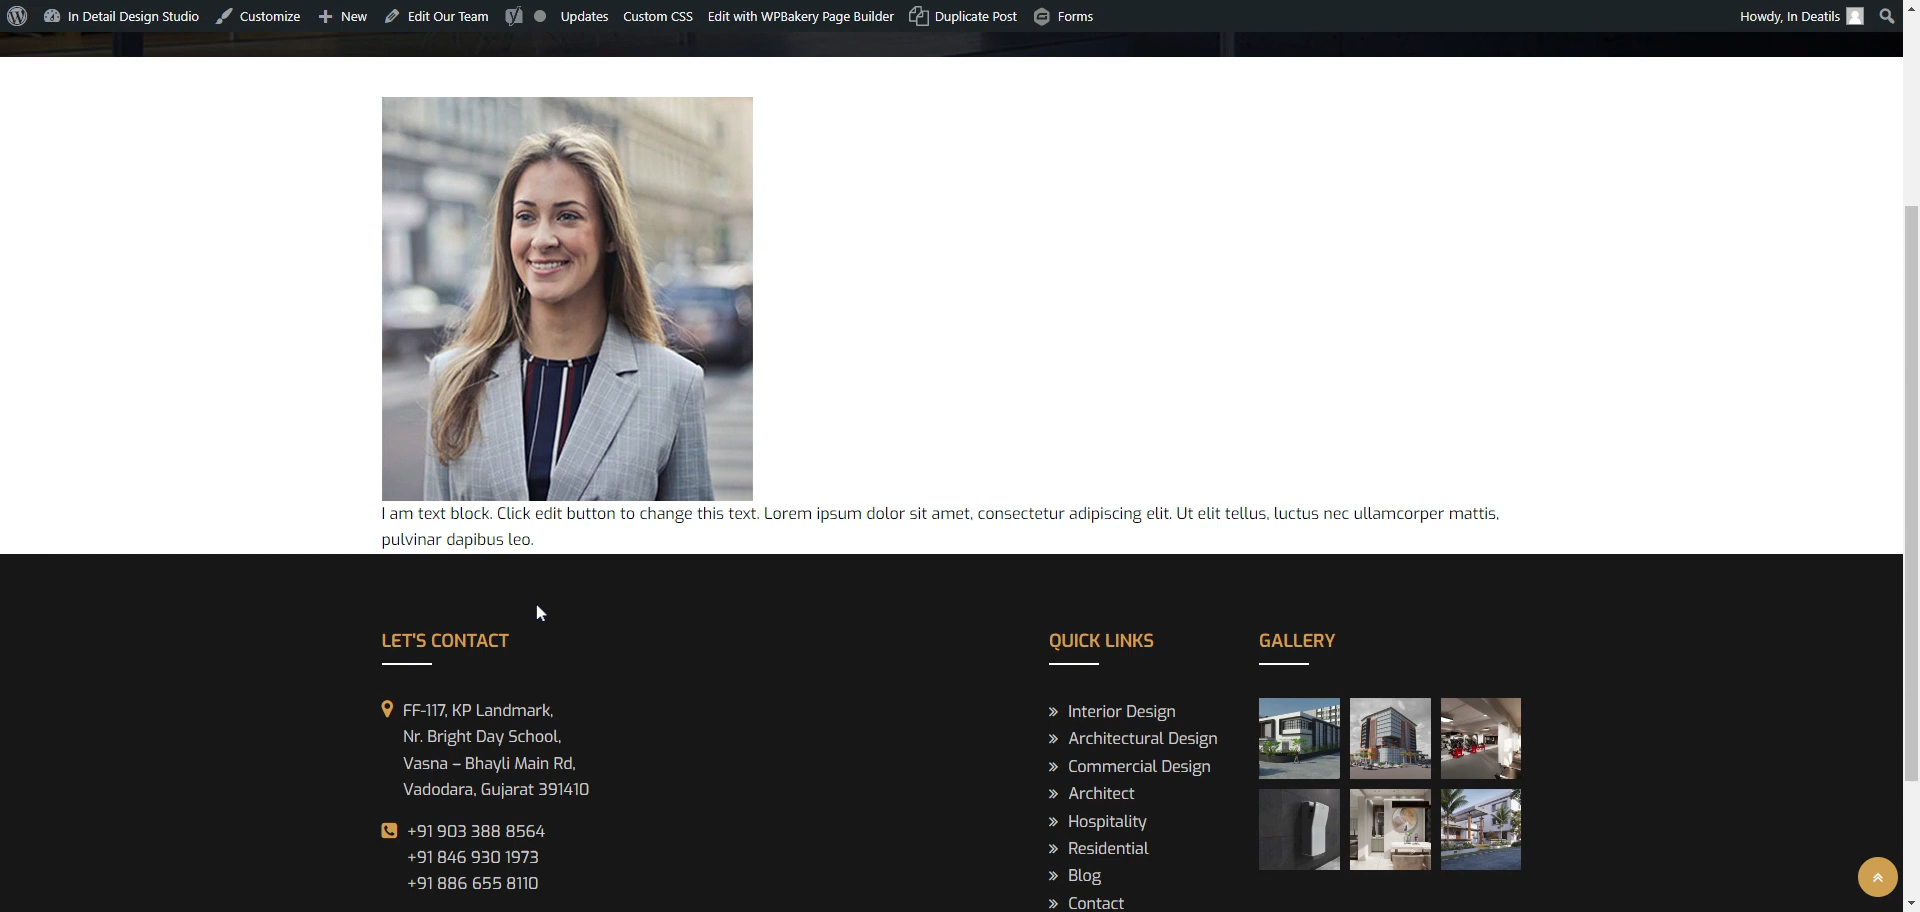 In Detail Design Studio Customize New Edit Our Team Updates Custom CSS Edit with WPBakery Page Builder Duplicate Post Forms Howdy, In Deatils
I am text block. Click edit button to change this text. Lorem ipsum dolor sit amet, consectetur adipiscing elit. Ut elit tellus, luctus nec ullamcorper mattis,
pulvinar dapibus leo.
LET'S CONTACT
FF-117, KP Landmark,
Nr. Bright Day School,
Vasna – Bhayli Main Rd,
Vadodara, Gujarat 391410
+91 903 388 8564
+91 846 930 1973
+91 886 655 8110
QUICK LINKS
» Interior Design
» Architectural Design
» Commercial Design
» Architect
» Hospitality
» Residential
» Blog
» Contact
GALLERY